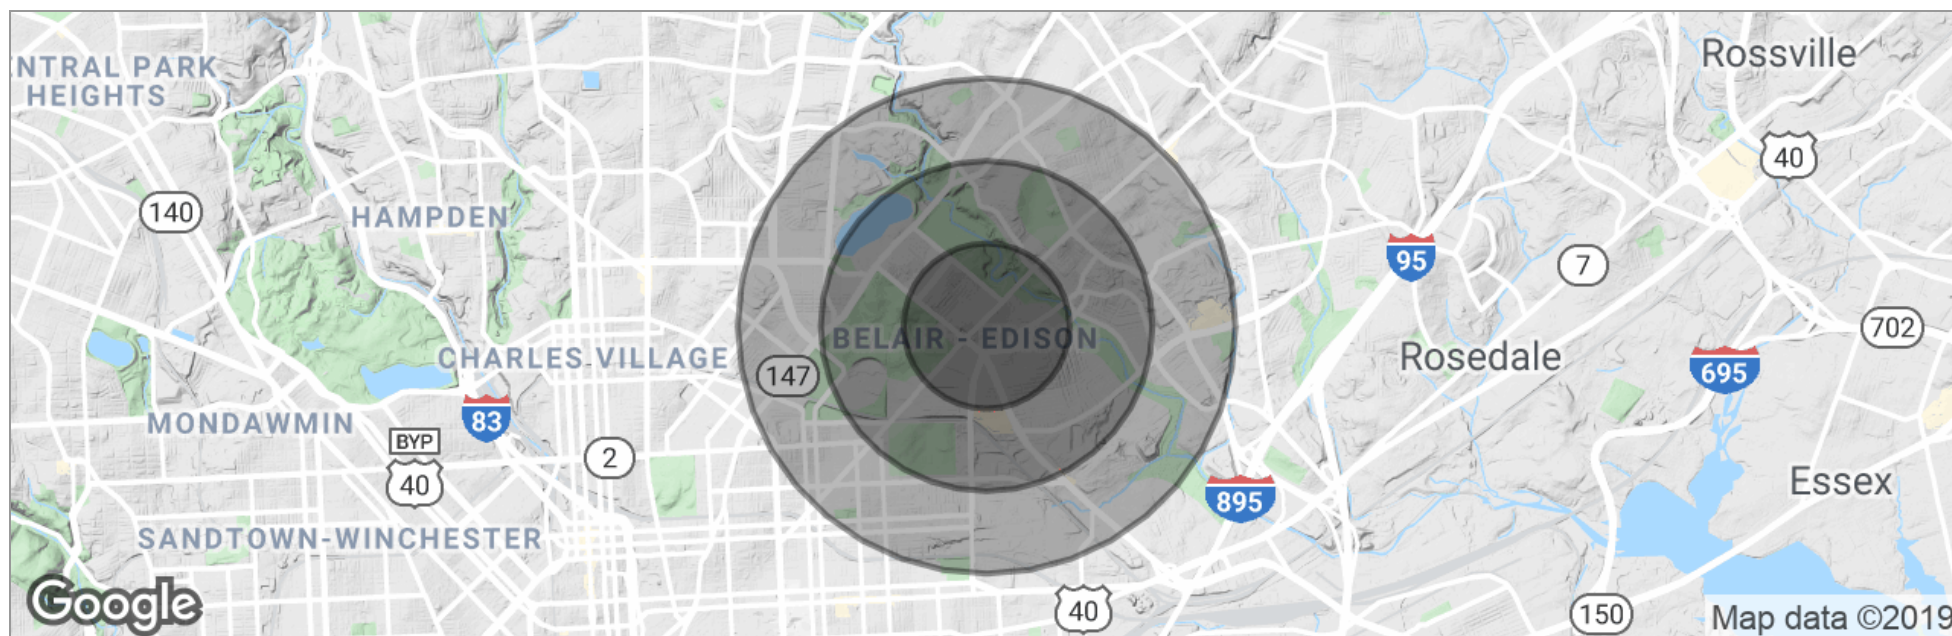 Rossville
NTRAL PARK
HEIGHTS
40
140
HAMPDEN
95
7
702
BELAIR - EDISON
CHARLES VILLAGE
Rosedale
147
695
MONDAWMIN
83
BYP
40
2
895
Essex
SANDTOWN-WINCHESTER
Google
40
150
Map data ©2019